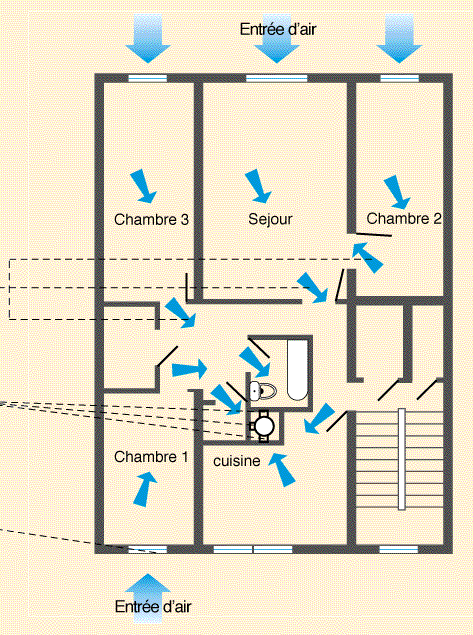 Entrée d'air
Chambre 3
Sejour
Chambre 2
Chambre 1
cuisine
Entrée d'air